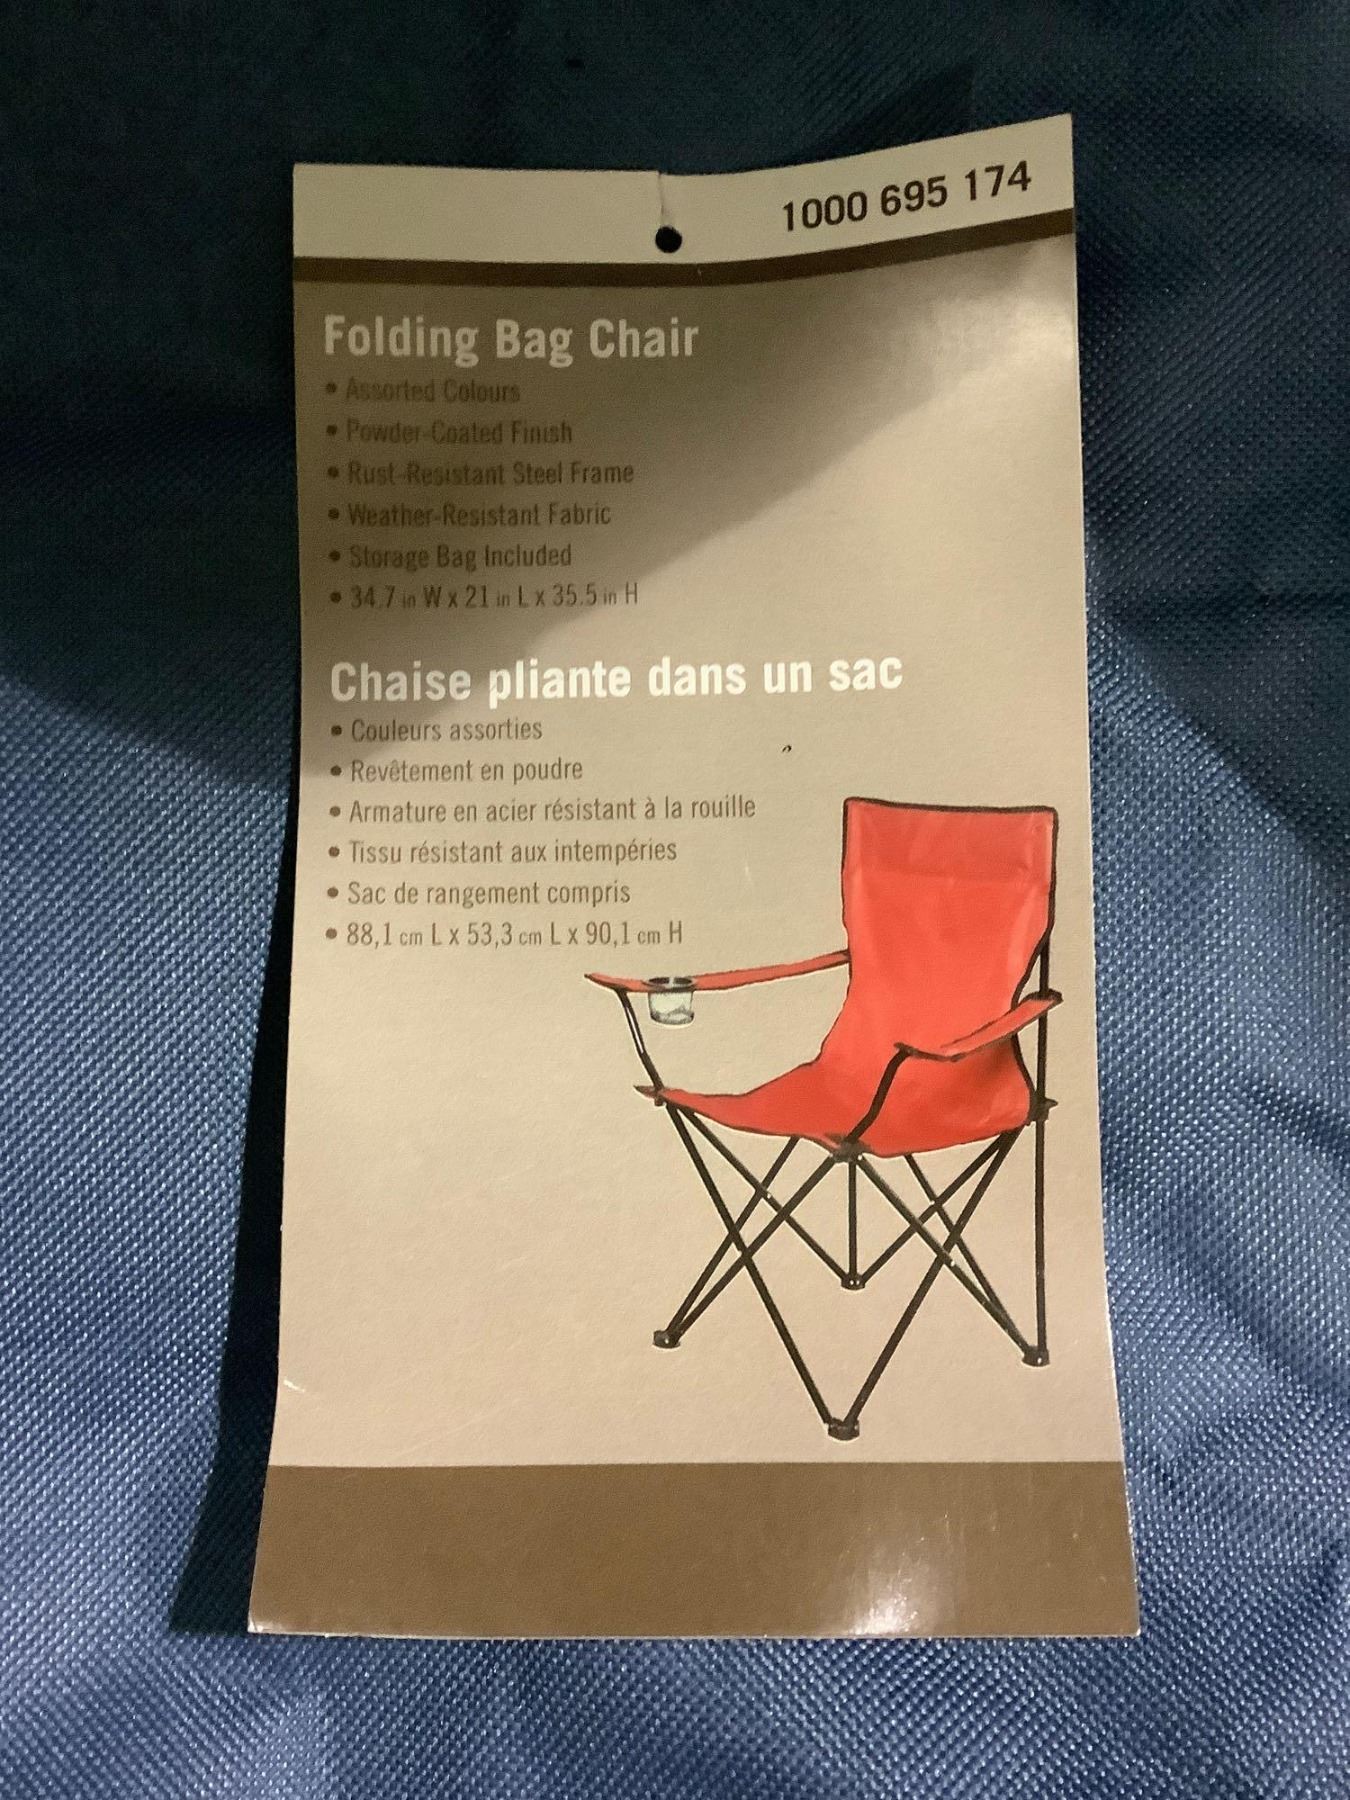 1000 695 174
Folding Bag Chair
• Assorted Colours
• Powder-Coated Finish
• Rust-Resistant Steel Frame
• Weather-Resistant Fabric
• Storage Bag Included
• 34.7 in W x 21 in L x 35.5 in H
Chaise pliante dans un sac
• Couleurs assorties
• Revêtement en poudre
• Armature en acier résistant à la rouille
• Tissu résistant aux intempéries
• Sac de rangement compris
• 88,1 cm L x 53,3 cm L x 90,1 cm H